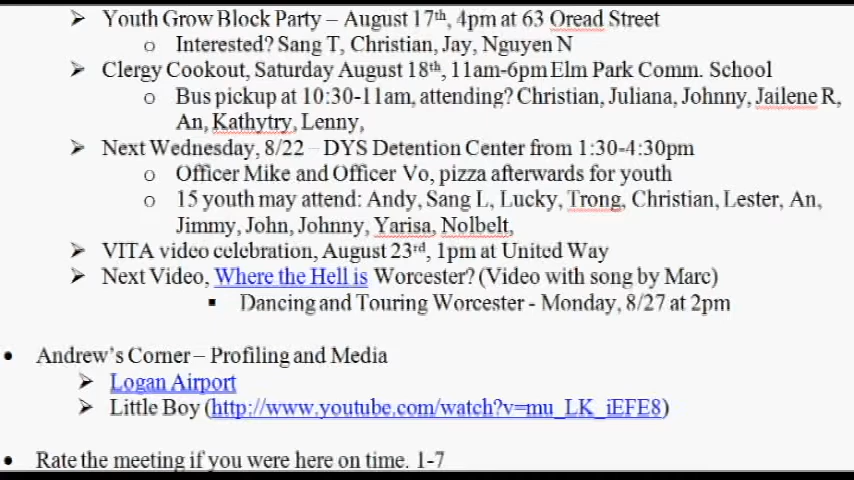 Youth Grow Block Party – August 17th, 4pm at 63 Oread Street
Interested? Sang T, Christian, Jay, Nguyen N
Clergy Cookout, Saturday August 18th, 11am-6pm Elm Park Comm. School
Bus pickup at 10:30-11am, attending? Christian, Juliana, Johnny, Jailene R,
An, Kathytry, Lenny,
Next Wednesday, 8/22 – DYS Detention Center from 1:30-4:30pm
Officer Mike and Officer Vo, pizza afterwards for youth
15 youth may attend: Andy, Sang L, Lucky, Trong, Christian, Lester, An,
Jimmy, John, Johnny, Yarisa, Nolbelt,
VITA video celebration, August 23rd, 1pm at United Way
Next Video, Where the Hell is Worcester? (Video with song by Marc)
Dancing and Touring Worcester - Monday, 8/27 at 2pm
Andrew's Corner – Profiling and Media
Logan Airport
Little Boy (http://www.youtube.com/watch?v=mu_LK_iEFE8)
Rate the meeting if you were here on time. 1-7